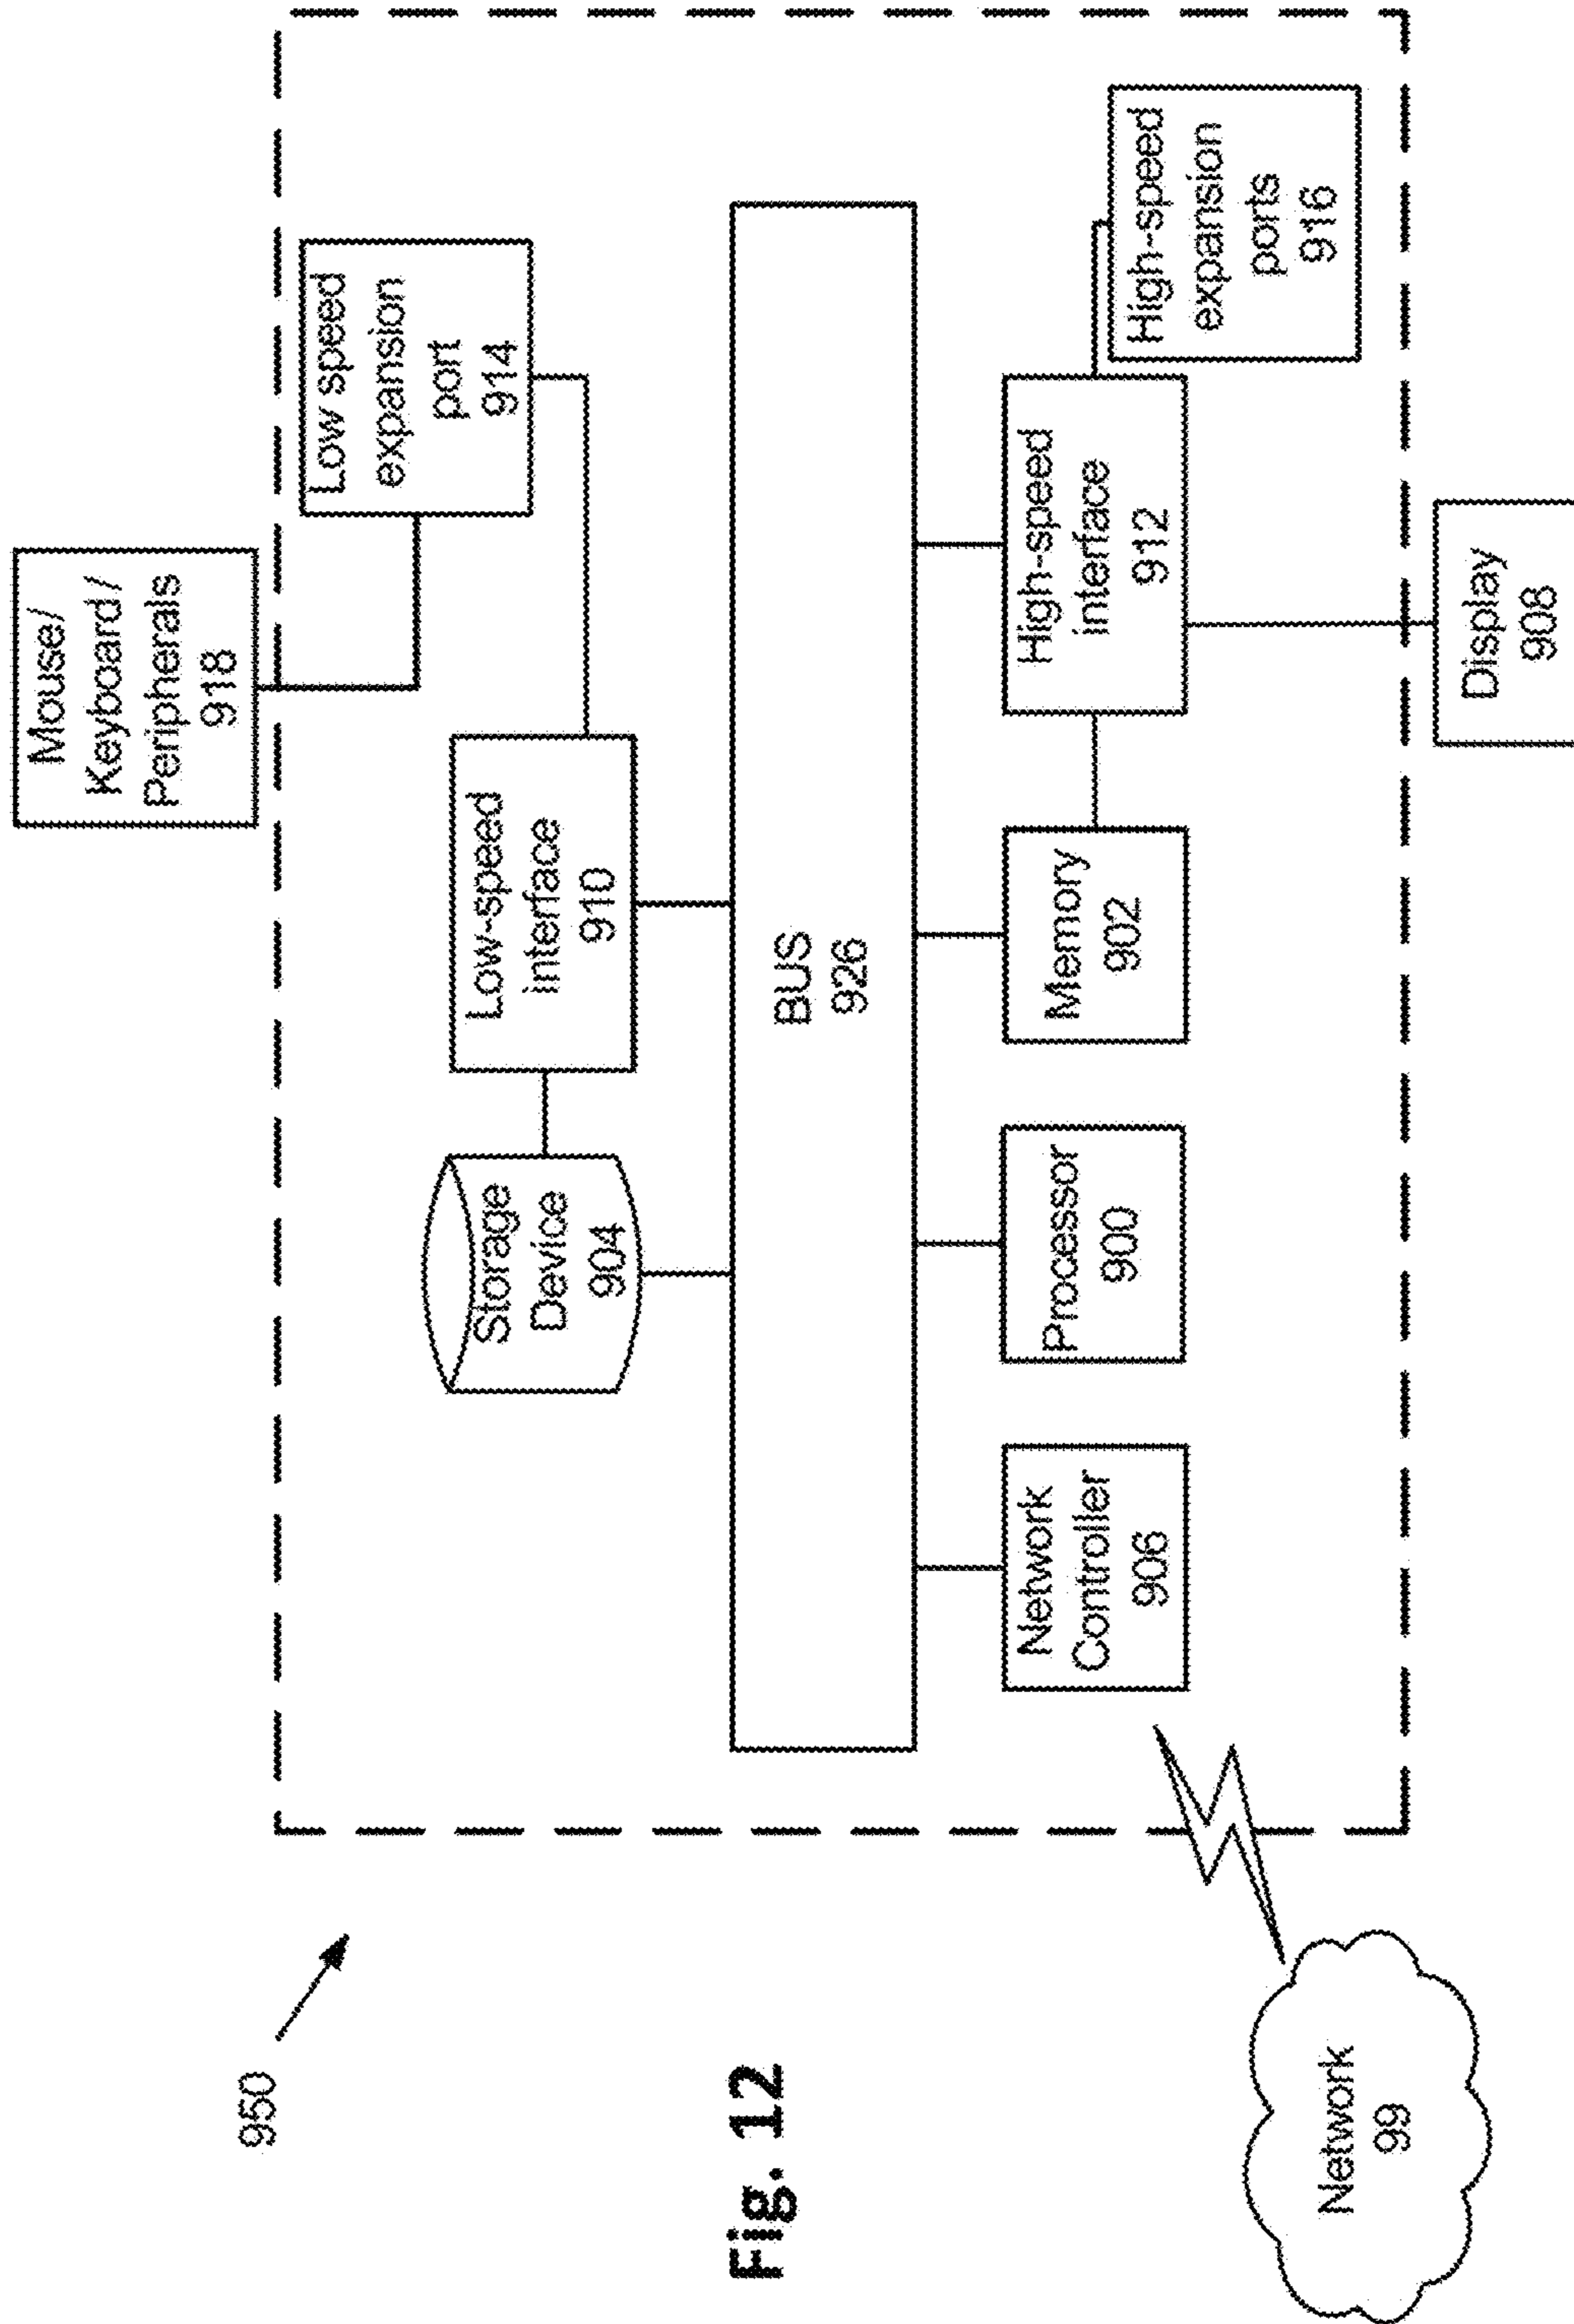 950
Mouse/
Keyboard/
Peripherals
918
Low speed
expansion
port
914
Storage
Device
904
Low-speed
interface
910
BUS
926
Network
Controller
906
Processor
900
Memory
902
High-speed
interface
912
High-speed
expansion
ports
916
Network
99
Display
908
Fig. 12